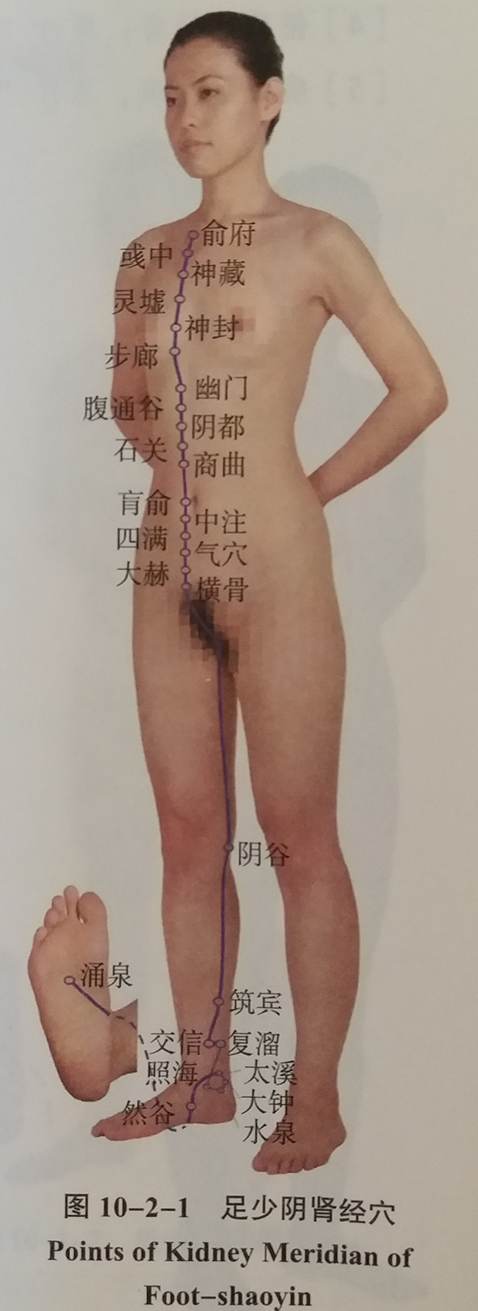 俞府
彧中
神藏
灵墟
神封
步廊
幽门
腹通谷
阴都
石关
商曲
肓俞
中注
四满
气穴
大赫
横骨
阴谷
涌泉
筑宾
交信
复溜
照海
太溪
大钟
然谷
水泉
图 10-2-1 足少阴肾经穴
Points of Kidney Meridian of
Foot-shaoyin